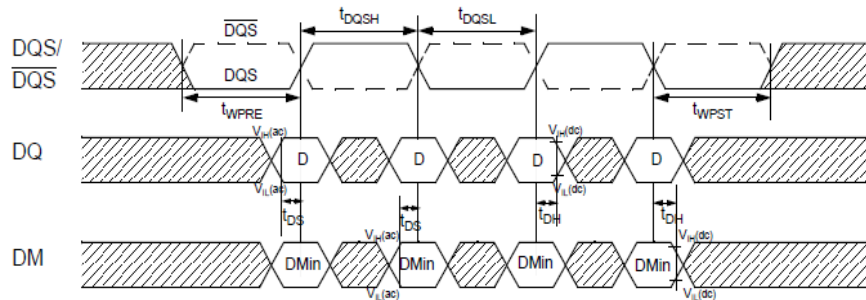 DQS
tDQSH
tDQSL
DQS/
DQS
DQS
tWPRE
tWPST
VIH(ac)
VIH(dc)
DQ
D
D
D
D
VIL(ac)
VIL(dc)
tDS
tDS
tDH
tDH
VIH(ac)
VIH(dc)
DM
DMin
DMin
DMin
DMin
VIL(ac)
VIL(dc)